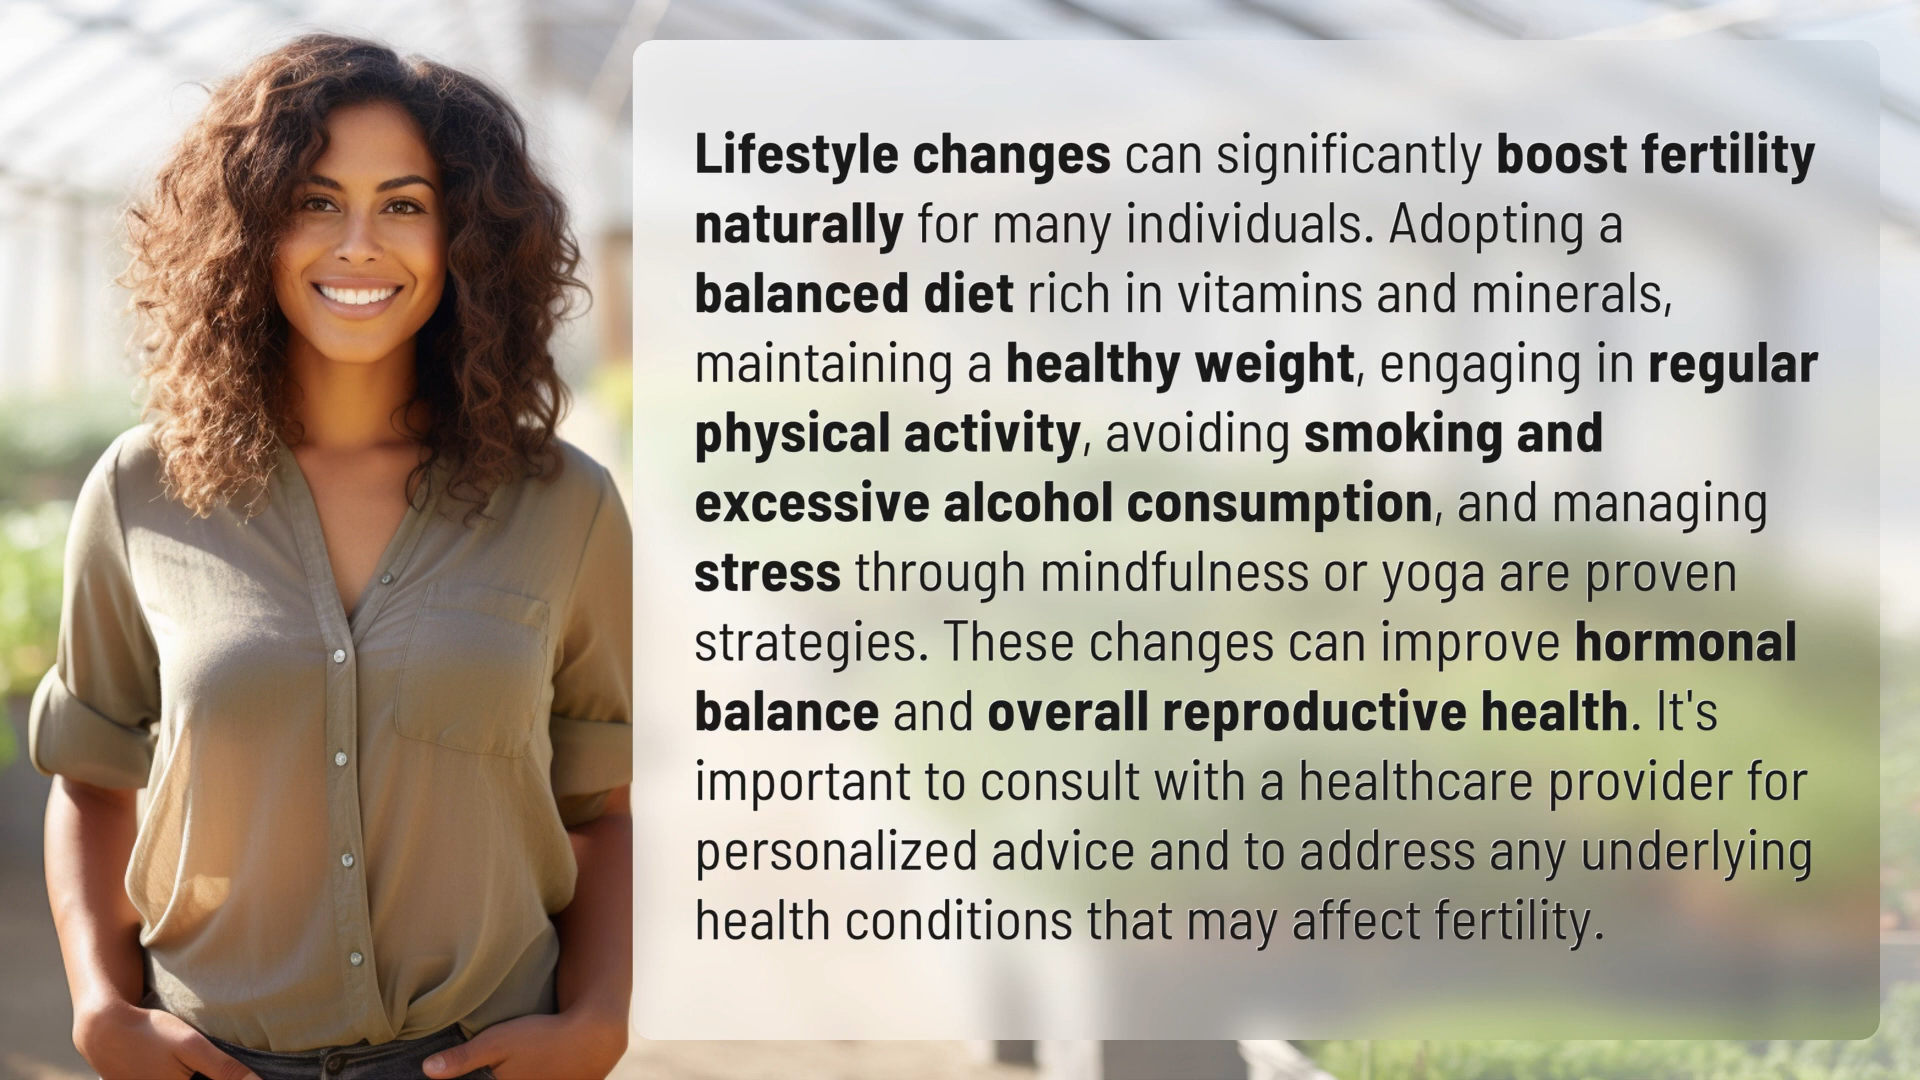 Lifestyle changes can significantly boost fertility
naturally for many individuals. Adopting a
balanced diet rich in vitamins and minerals,
maintaining a healthy weight, engaging in regular
physical activity, avoiding smoking and
excessive alcohol consumption, and managing
stress through mindfulness or yoga are proven
strategies. These changes can improve hormonal
balance and overall reproductive health. It's
important to consult with a healthcare provider for
personalized advice and to address any underlying
health conditions that may affect fertility.